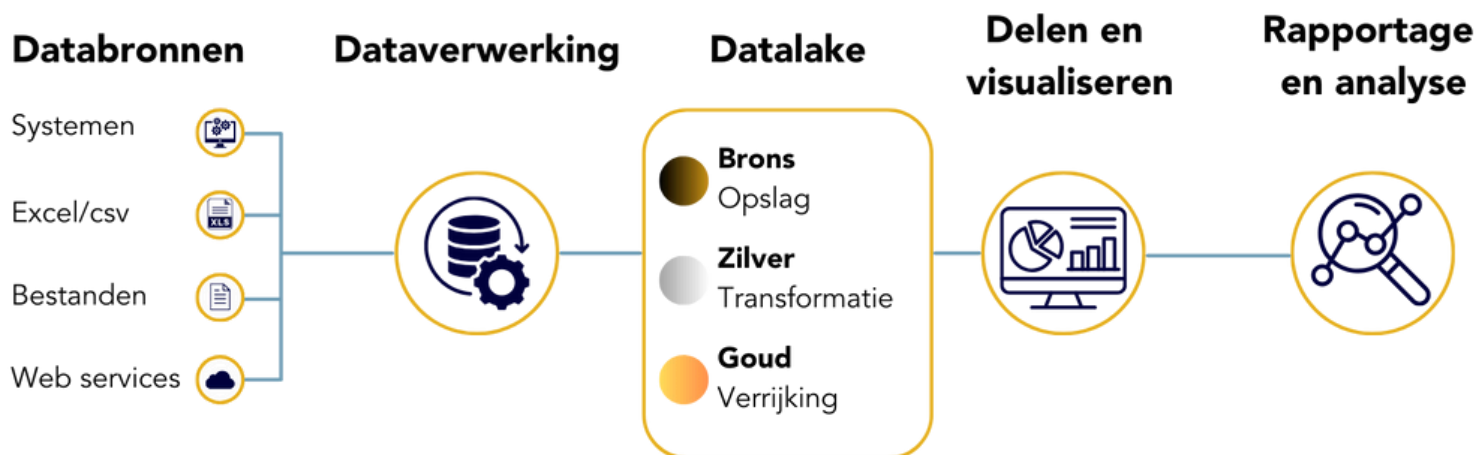 Databronnen
Systemen
Excel/csv
XLS
Bestanden
Web services
Dataverwerking
Datalake
Brons
Opslag
Zilver
Transformatie
Goud
Verrijking
Delen en
visualiseren
Rapportage
en analyse